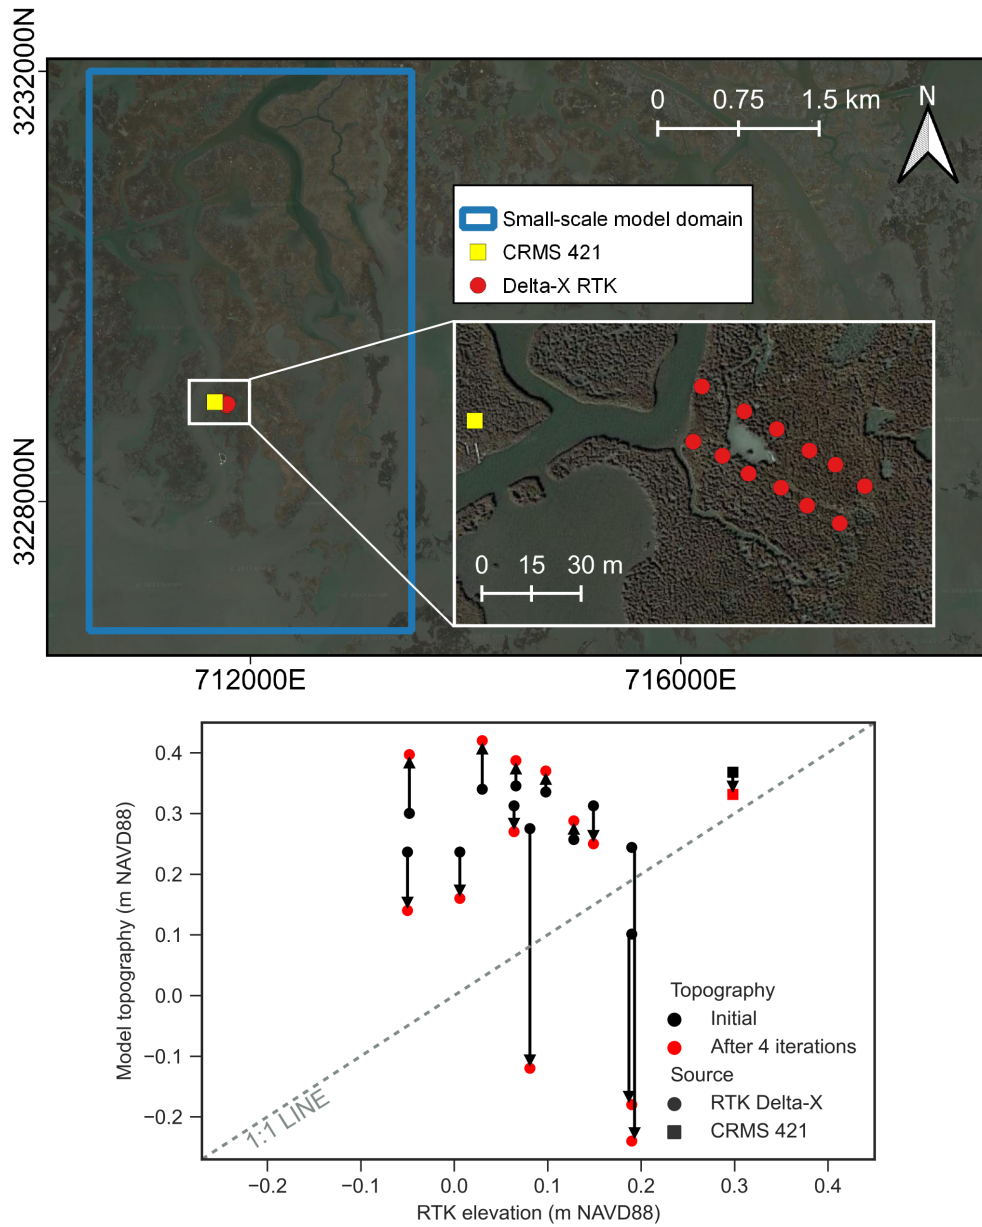 3232000N
3228000N
0 0.75 1.5 km
N
Small-scale model domain
CRMS 421
Delta-X RTK
0 15 30 m
712000E 716000E
Model topography (m NAVD88)
0.4
0.3
0.2
0.1
0.0
−0.1
−0.2
1:1 LINE
Topography
Initial
After 4 iterations
Source
RTK Delta-X
CRMS 421
−0.2 −0.1 0.0 0.1 0.2 0.3 0.4
RTK elevation (m NAVD88)